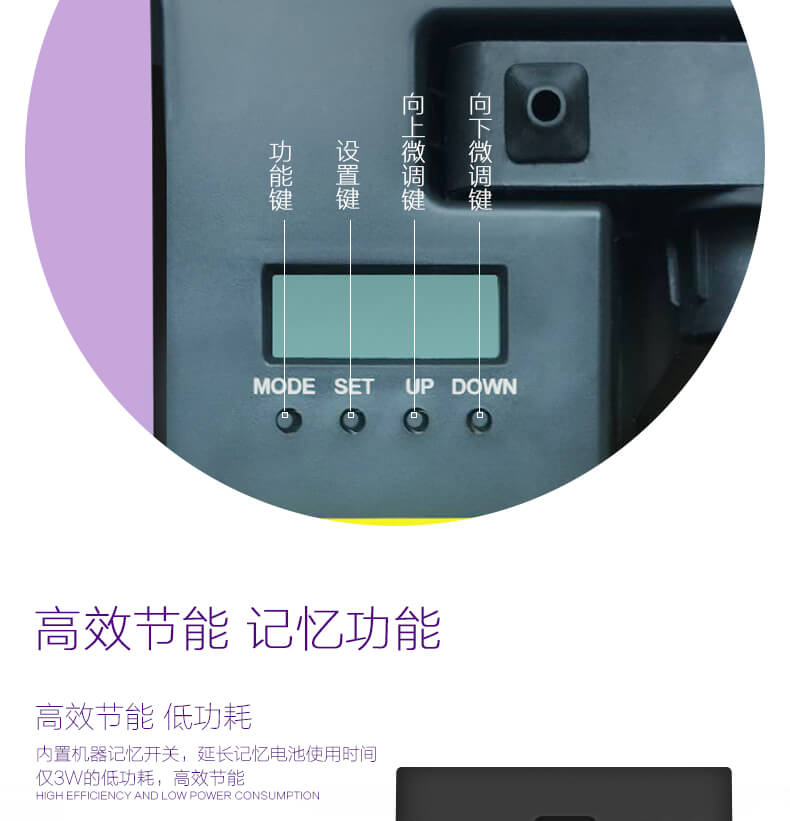 功能键
设置键
向上微调键
向下微调键
MODE SET UP DOWN
高效节能 记忆功能
高效节能 低功耗
内置机器记忆开关，延长记忆电池使用时间
仅3W的低功耗，高效节能
HIGH EFFICIENCY AND LOW POWER CONSUMPTION